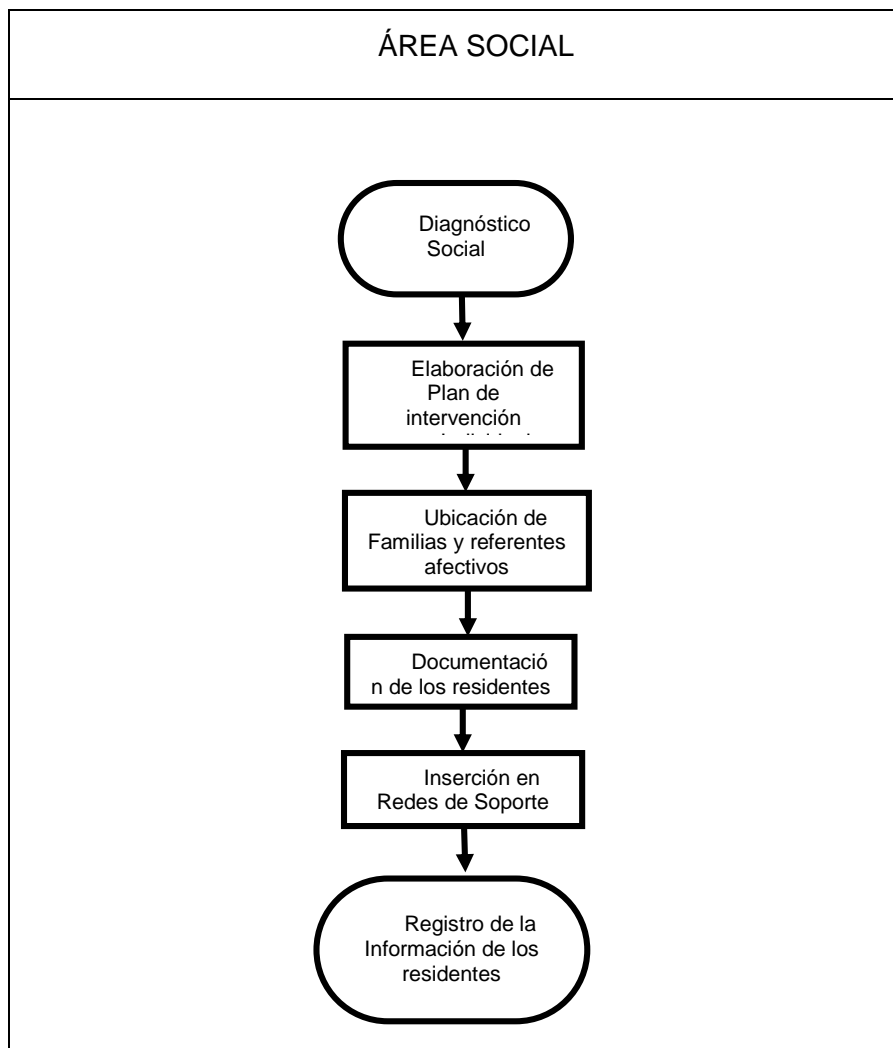 ÁREA SOCIAL
Diagnóstico
Social
Elaboración de
Plan de
intervención
Ubicación de
Familias y referentes
afectivos
Documentació
n de los residentes
Inserción en
Redes de Soporte
Registro de la
Información de los
residentes